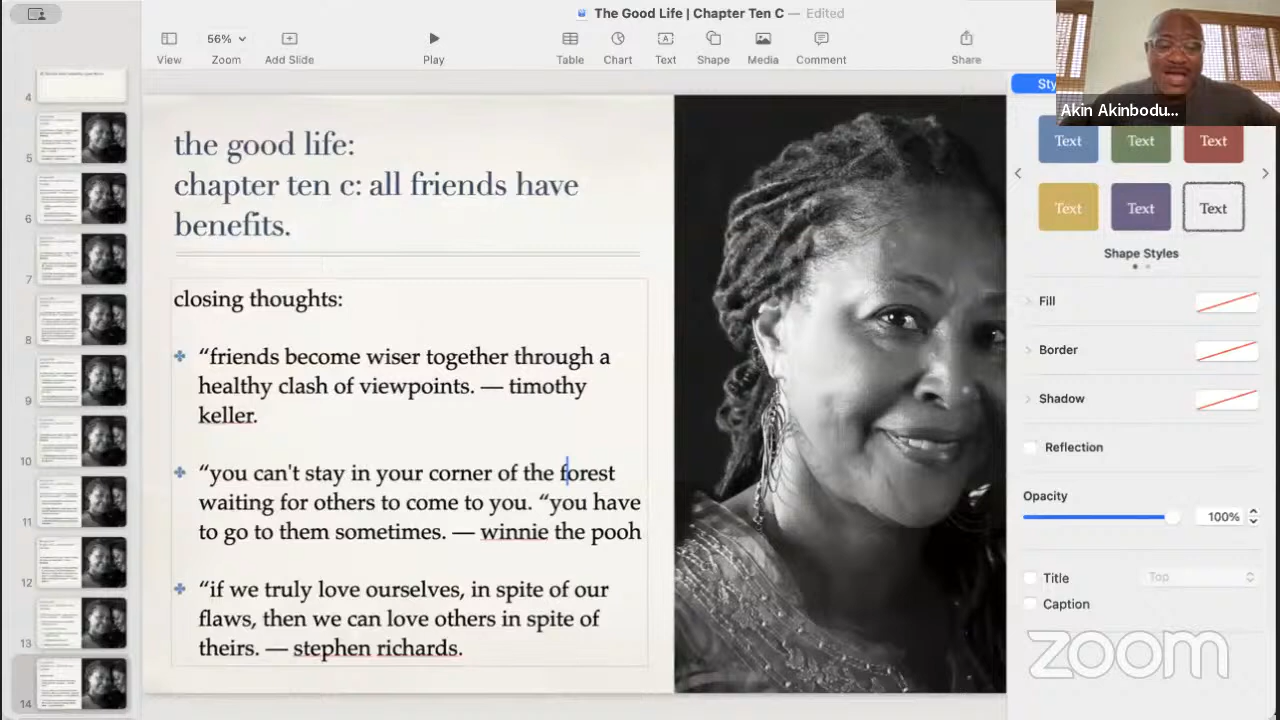 The Good Life | Chapter Ten C — Edited
56%
View
Zoom
Add Slide
Play
Table
Chart
Text
Shape
Media
Comment
Share
Akin Akinbodu...
4
5
6
7
8
9
10
11
12
13
14
the good life:
chapter ten c: all friends have
benefits.
closing thoughts:
“friends become wiser together through a
healthy clash of viewpoints. — timothy
keller.
“you can't stay in your corner of the forest
waiting for others to come to you. “you have
to go to them sometimes. — winnie the pooh
“if we truly love ourselves, in spite of our
flaws, then we can love others in spite of
theirs. — stephen richards.
Sty
Text Text Text
Text Text Text
Shape Styles
Fill
Border
Shadow
Reflection
Opacity
100%
Title
Top
Caption
zoom